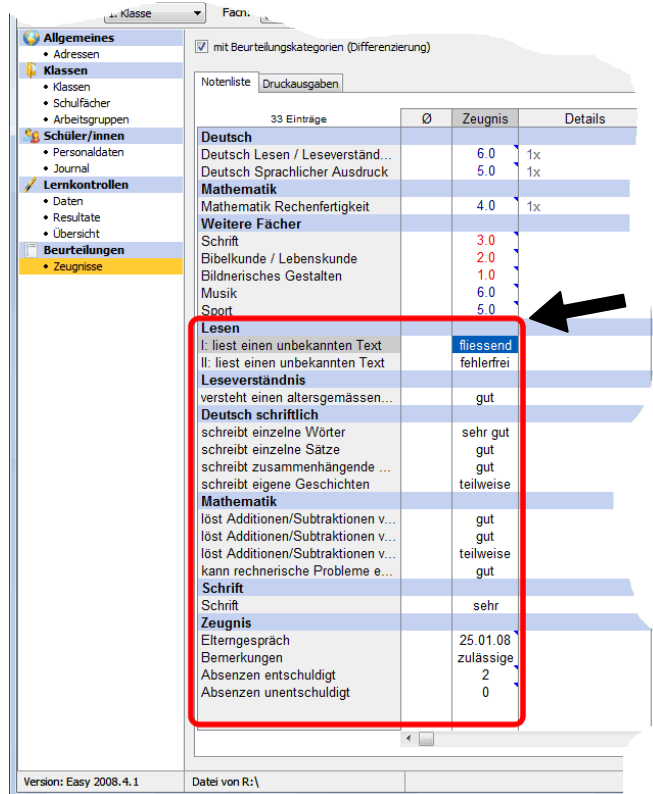 1. Klasse Fach:
Allgemeines
• Adressen
Klassen
• Klassen
• Schulfächer
• Arbeitsgruppen
Schüler/innen
• Personaldaten
• Journal
Lernkontrollen
• Daten
• Resultate
• Übersicht
Beurteilungen
• Zeugnisse
mit Beurteilungskategorien (Differenzierung)
Notenliste Druckausgaben
33 Einträge Ø Zeugnis Details
Deutsch
Deutsch Lesen / Leseverständ... 6.0 1x
Deutsch Sprachlicher Ausdruck 5.0 1x
Mathematik
Mathematik Rechenfertigkeit 4.0 1x
Weitere Fächer
Schrift 3.0
Bibelkunde / Lebenskunde 2.0
Bildnerisches Gestalten 1.0
Musik 6.0
Sport 5.0
Lesen
I: liest einen unbekannten Text fliessend
II: liest einen unbekannten Text fehlerfrei
Leseverständnis
versteht einen altersgemässen... gut
Deutsch schriftlich
schreibt einzelne Wörter sehr gut
schreibt einzelne Sätze gut
schreibt zusammenhängende ... gut
schreibt eigene Geschichten teilweise
Mathematik
löst Additionen/Subtraktionen v... gut
löst Additionen/Subtraktionen v... gut
löst Additionen/Subtraktionen v... teilweise
kann rechnerische Probleme e... gut
Schrift
Schrift sehr
Zeugnis
Elterngespräch 25.01.08
Bemerkungen zulässige
Absenzen entschuldigt 2
Absenzen unentschuldigt 0
Version: Easy 2008.4.1 Datei von R:\